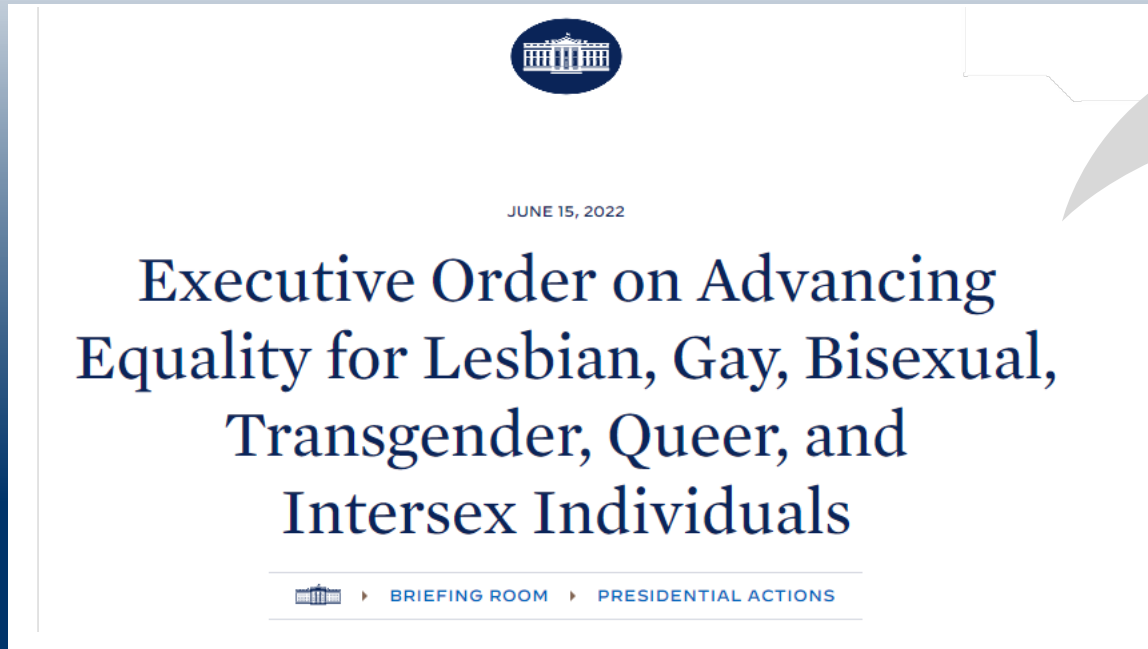 JUNE 15, 2022
Executive Order on Advancing
Equality for Lesbian, Gay, Bisexual,
Transgender, Queer, and
Intersex Individuals
BRIEFING ROOM PRESIDENTIAL ACTIONS